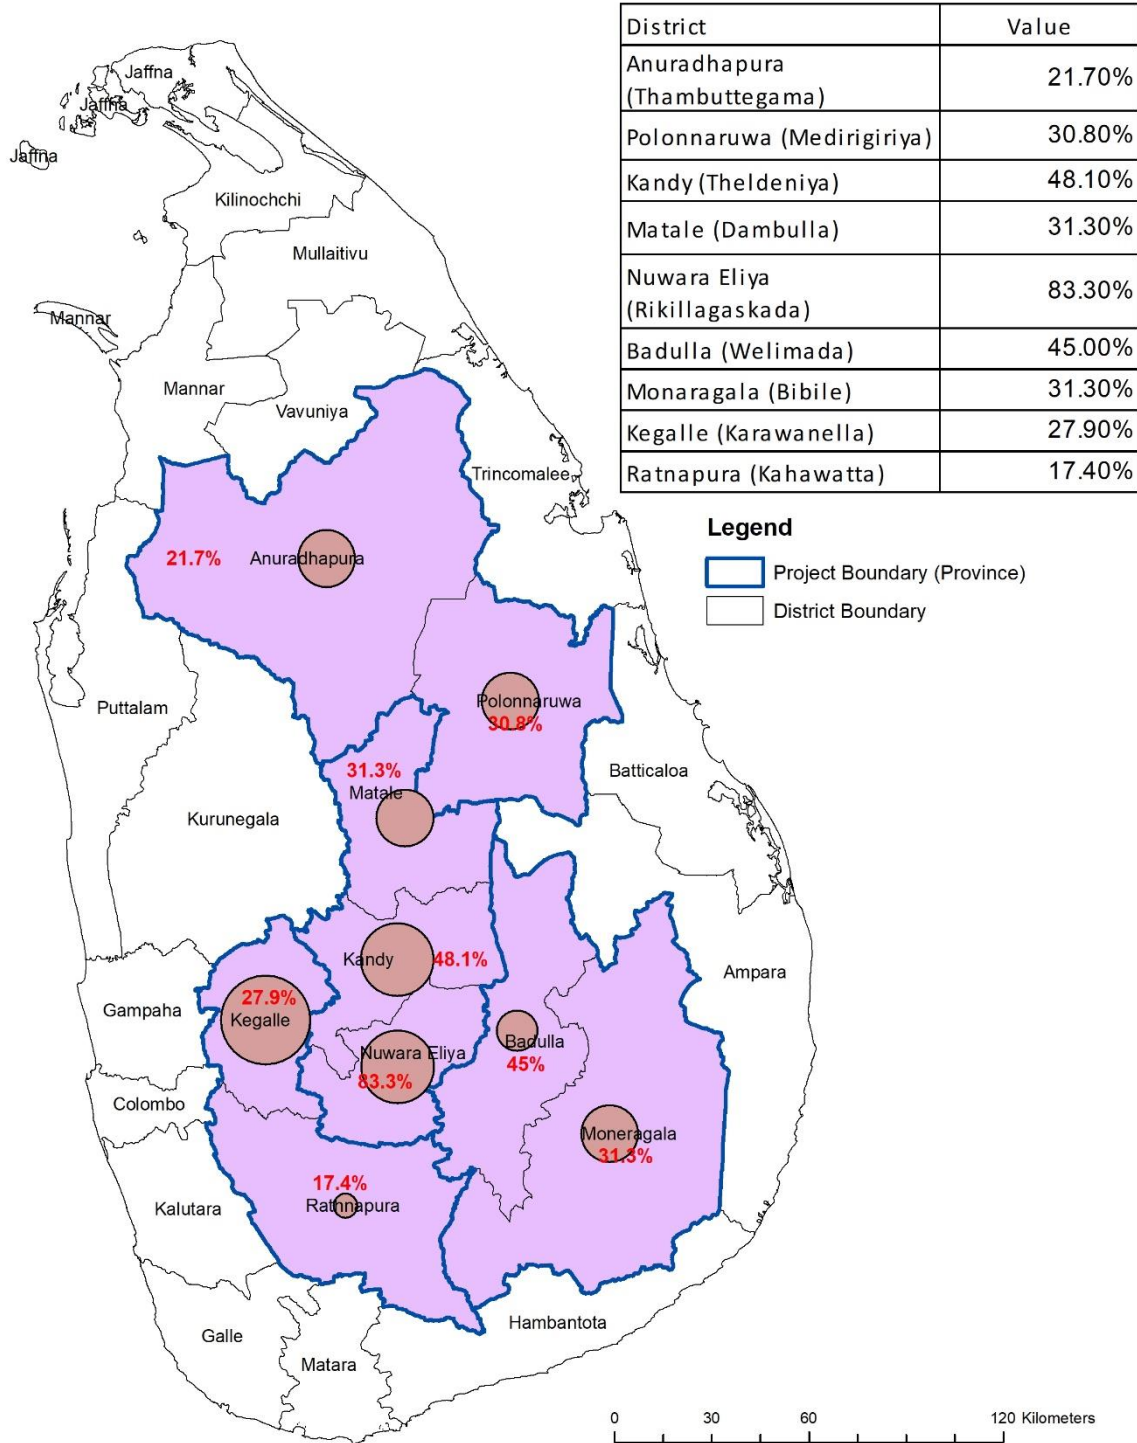 District Value
Anuradhapura
(Thambuttegama) 21.70%
Polonnaruwa (Medirigiriya) 30.80%
Kandy (Theldeniya) 48.10%
Matale (Dambulla) 31.30%
Nuwara Eliya
(Rikillagaskada) 83.30%
Badulla (Welimada) 45.00%
Monaragala (Bibile) 31.30%
Kegalle (Karawanella) 27.90%
Ratnapura (Kahawatta) 17.40%
Legend
Project Boundary (Province)
District Boundary
Jaffna
Jaffna
Jaffna
Kilinochchi
Mullaitivu
Mannar
Mannar
Vavuniya
Trincomalee
21.7%
Anuradhapura
Polonnaruwa
30.8%
Puttalam
31.3%
Matale
Batticaloa
Kurunegala
Kandy
48.1%
Ampara
27.9%
Kegalle
Gampaha
Badulla
45%
Nuwara Eliya
83.3%
Colombo
Moneragala
31.3%
17.4%
Rathnapura
Kalutara
Hambantota
Galle
Matara
0 30 60 120 Kilometers